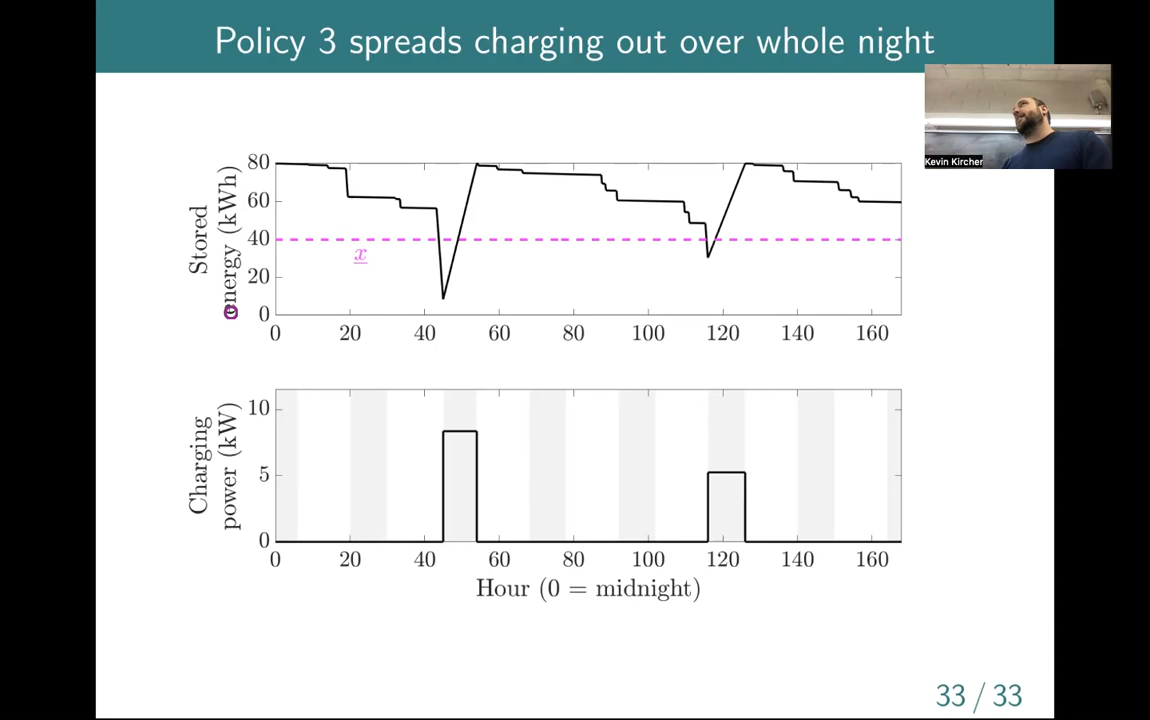 Policy 3 spreads charging out over whole night
Kevin Kircher
Stored
energy (kWh)
80
60
40
20
0
x
0 20 40 60 80 100 120 140 160
Charging
power (kW)
10
5
0
0 20 40 60 80 100 120 140 160
Hour (0 = midnight)
33 / 33